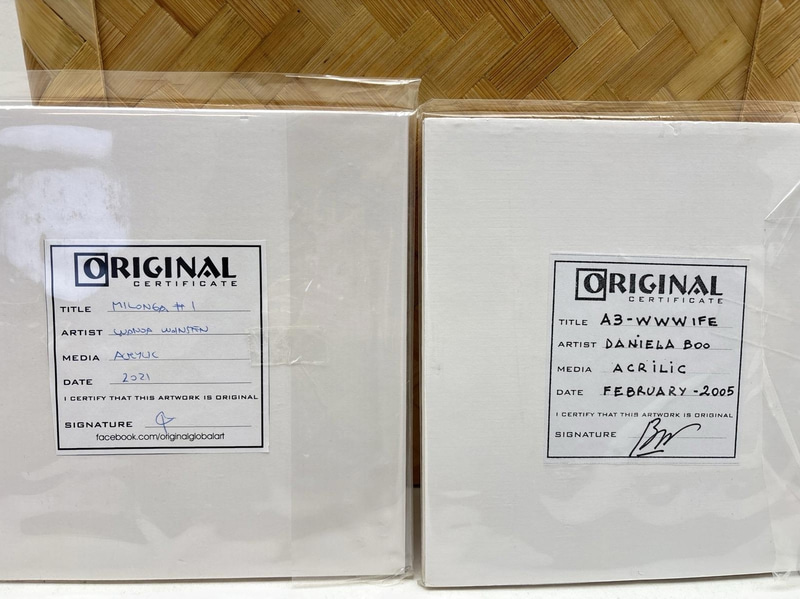 ORIGINAL
CERTIFICATE
TITLE MILONGA # 1
ARTIST
MEDIA
DATE 2021
I CERTIFY THAT THIS ARTWORK IS ORIGINAL
SIGNATURE
facebook.com/originalglobalart
ORIGINAL
CERTIFICATE
TITLE A3-WWWIFE
ARTIST DANIELA BOO
MEDIA ACRILIC
DATE FEBRUARY -2005
I CERTIFY THAT THIS ARTWORK IS ORIGINAL
SIGNATURE